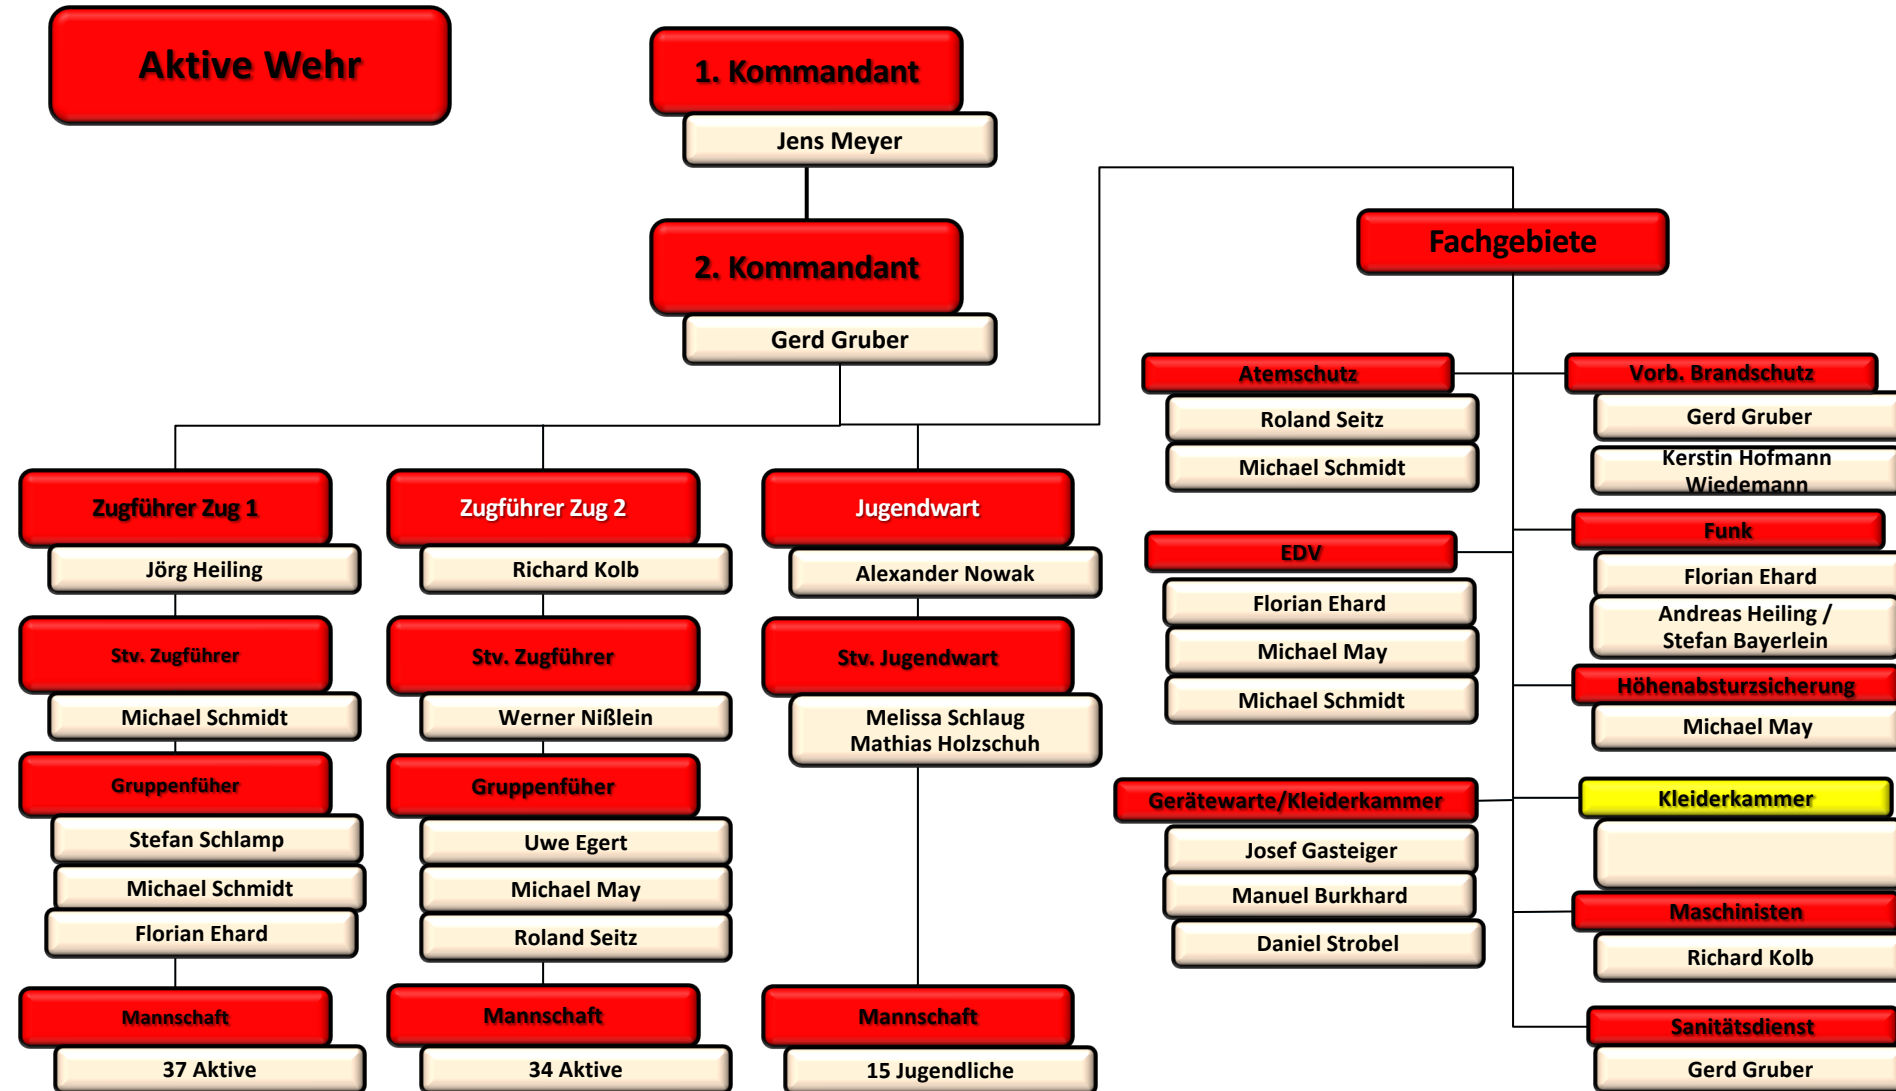 Aktive Wehr
1. Kommandant
Jens Meyer
2. Kommandant
Gerd Gruber
Zugführer Zug 1
Jörg Heiling
Stv. Zugführer
Michael Schmidt
Gruppenfüher
Stefan Schlamp
Michael Schmidt
Florian Ehard
Mannschaft
37 Aktive
Zugführer Zug 2
Richard Kolb
Stv. Zugführer
Werner Nißlein
Gruppenfüher
Uwe Egert
Michael May
Roland Seitz
Mannschaft
34 Aktive
Jugendwart
Alexander Nowak
Stv. Jugendwart
Melissa Schlaug
Mathias Holzschuh
Mannschaft
15 Jugendliche
Fachgebiete
Atemschutz
Roland Seitz
Michael Schmidt
EDV
Florian Ehard
Michael May
Michael Schmidt
Gerätewarte/Kleiderkammer
Josef Gasteiger
Manuel Burkhard
Daniel Strobel
Vorb. Brandschutz
Gerd Gruber
Kerstin Hofmann
Wiedemann
Funk
Florian Ehard
Andreas Heiling /
Stefan Bayerlein
Höhenabsturzsicherung
Michael May
Kleiderkammer
Maschinisten
Richard Kolb
Sanitätsdienst
Gerd Gruber